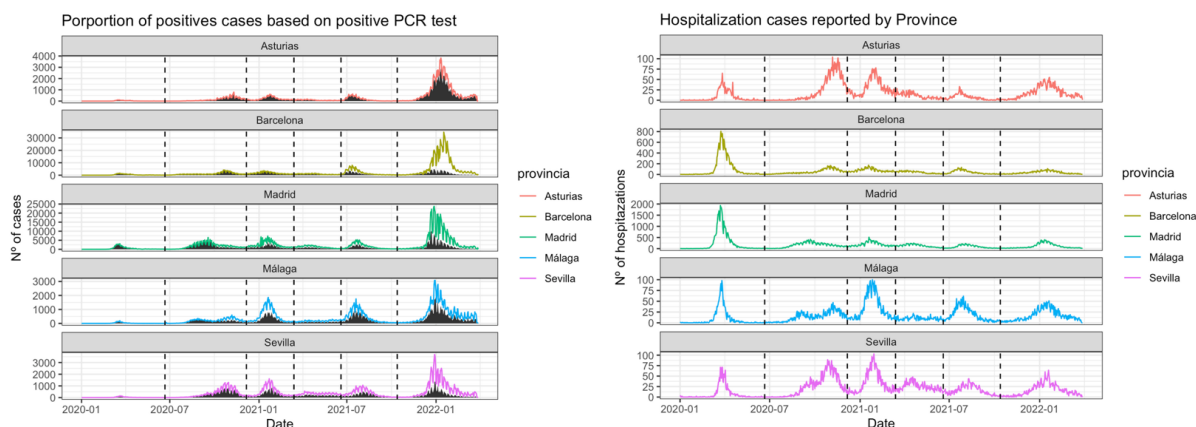 Porportion of positives cases based on positive PCR test
Asturias
4000
3000
2000
1000
0
Barcelona
30000
20000
10000
0
Madrid
25000
20000
15000
10000
5000
0
Málaga
3000
2000
1000
0
Sevilla
3000
2000
1000
0
2020-01 2020-07 2021-01 2021-07 2022-01
Date
Nº of cases
provincia
Asturias
Barcelona
Madrid
Málaga
Sevilla
Hospitalization cases reported by Province
Asturias
100
75
50
25
0
Barcelona
800
600
400
200
0
Madrid
2000
1500
1000
500
0
Málaga
100
75
50
25
0
Sevilla
100
75
50
25
0
2020-01 2020-07 2021-01 2021-07 2022-01
Date
Nº of hospitazations
provincia
Asturias
Barcelona
Madrid
Málaga
Sevilla